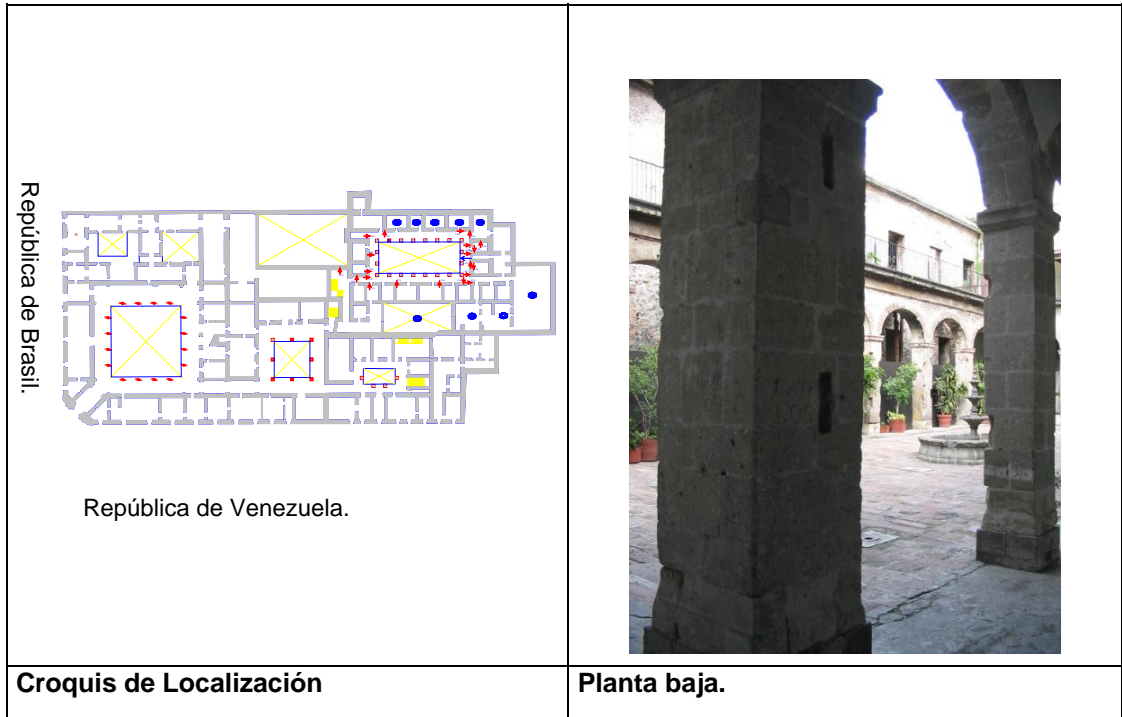 República de Brasil.
República de Venezuela.
Croquis de Localización
Planta baja.